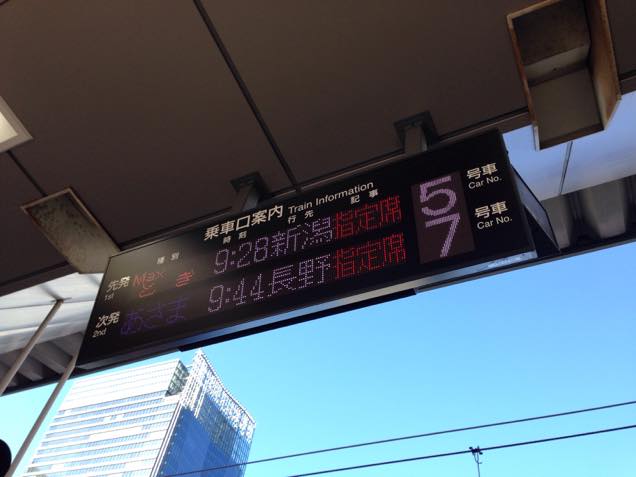 乗車口案内 Train Information
種別 時刻 行先 記事
先発 1st Max とき 9:28 新潟 指定席 5 号車 Car No.
次発 2nd あさま 9:44 長野 指定席 7 号車 Car No.